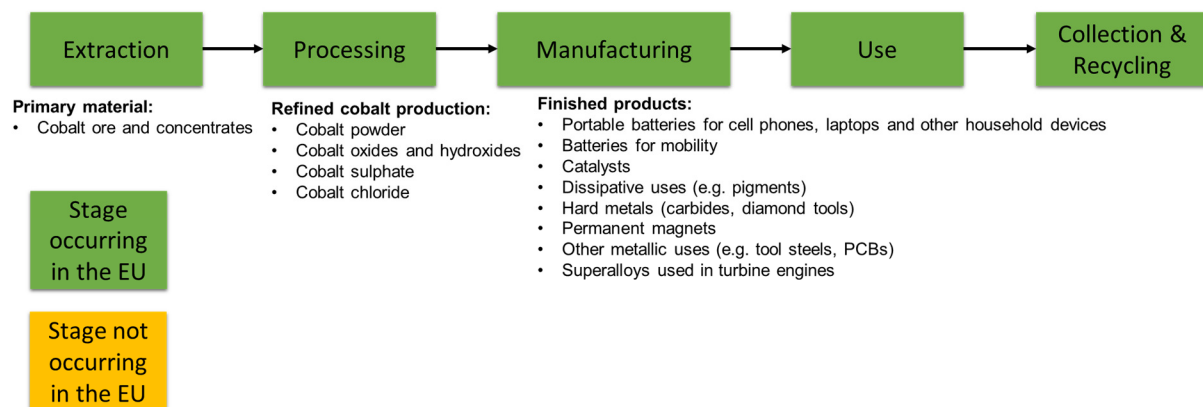 Extraction
Processing
Manufacturing
Use
Collection &
Recycling
Primary material:
• Cobalt ore and concentrates
Refined cobalt production:
• Cobalt powder
• Cobalt oxides and hydroxides
• Cobalt sulphate
• Cobalt chloride
Finished products:
• Portable batteries for cell phones, laptops and other household devices
• Batteries for mobility
• Catalysts
• Dissipative uses (e.g. pigments)
• Hard metals (carbides, diamond tools)
• Permanent magnets
• Other metallic uses (e.g. tool steels, PCBs)
• Superalloys used in turbine engines
Stage
occurring
in the EU
Stage not
occurring
in the EU